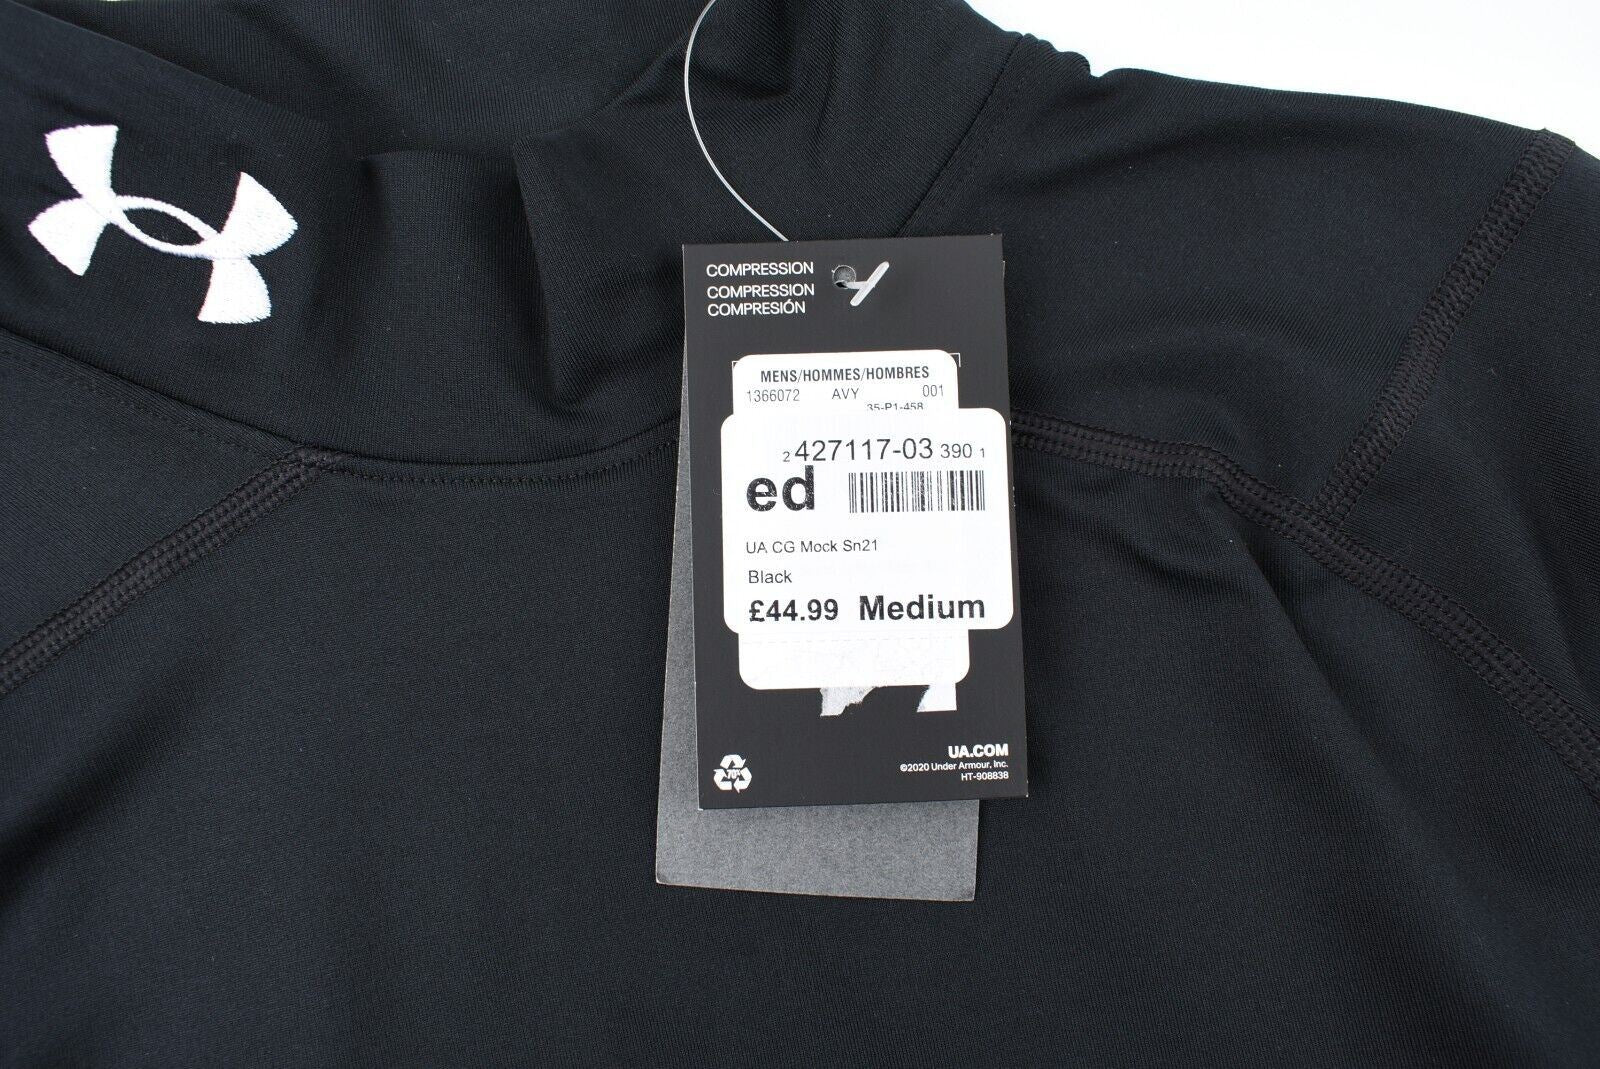 COMPRESSION
COMPRESSION
COMPRESIÓN
MENS/HOMMES/HOMBRES
1366072 AVY 001
35-P1-458
2 427117-03 390 1
ed
UA CG Mock Sn21
Black
£44.99 Medium
70%
UA.COM
©2020 Under Armour, Inc.
HT-908838